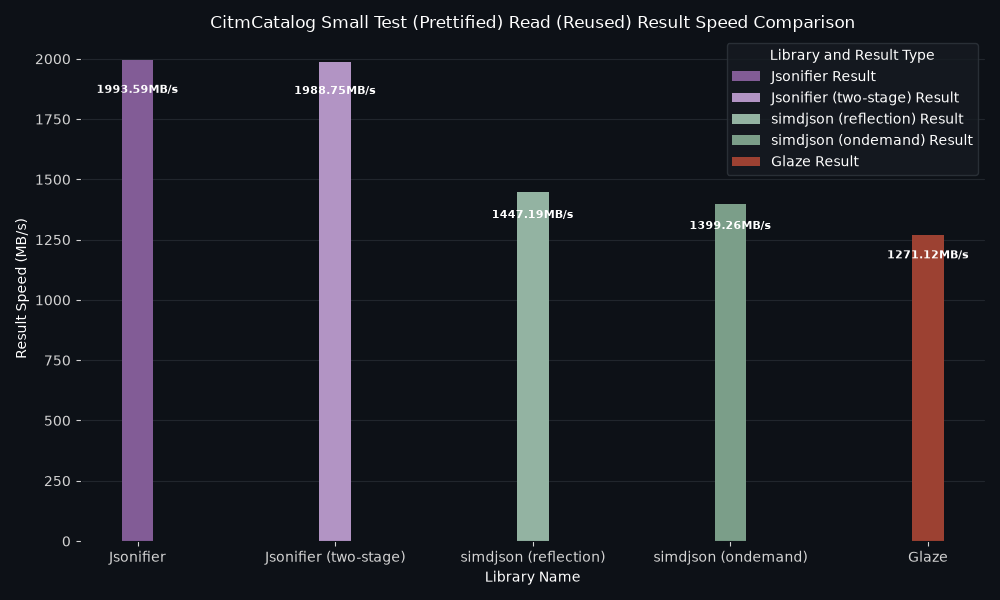 CitmCatalog Small Test (Prettified) Read (Reused) Result Speed Comparison
Library and Result Type
Jsonifier Result
Jsonifier (two-stage) Result
simdjson (reflection) Result
simdjson (ondemand) Result
Glaze Result
Result Speed (MB/s)
2000
1750
1500
1250
1000
750
500
250
0
1993.59MB/s
1988.75MB/s
1447.19MB/s
1399.26MB/s
1271.12MB/s
Jsonifier
Jsonifier (two-stage)
simdjson (reflection)
simdjson (ondemand)
Glaze
Library Name